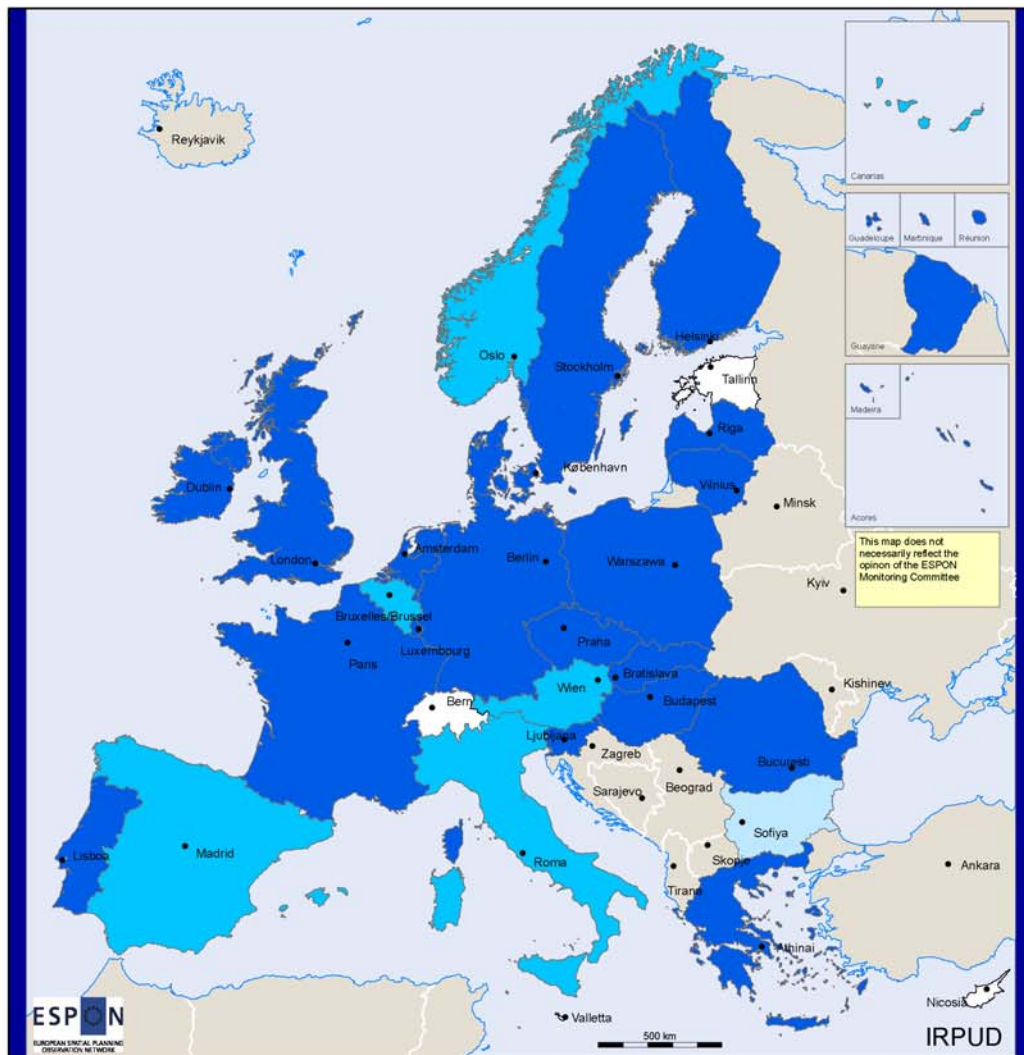 Reykjavik
Canarias
Guadeloupe
Martinique
Réunion
Guayane
Oslo
Helsinki
Stockholm
Tallinn
Madeira
Riga
København
Dublin
Vilnius
Minsk
Acores
This map does not
necessarily reflect the
opinon of the ESPON
Monitoring Committee
London
Amsterdam
Berlin
Warszawa
Kyiv
Bruxelles/Brussel
Praha
Luxembourg
Paris
Bratislava
Wien
Kishinev
Bern
Budapest
Ljubljana
Zagreb
Bucuresti
Beograd
Sarajevo
Sofiya
Lisboa
Madrid
Roma
Skopje
Ankara
Tirane
Athinai
Nicosia
ESPON
EUROPEAN SPATIAL PLANNING
OBSERVATION NETWORK
Valletta
500 km
IRPUD